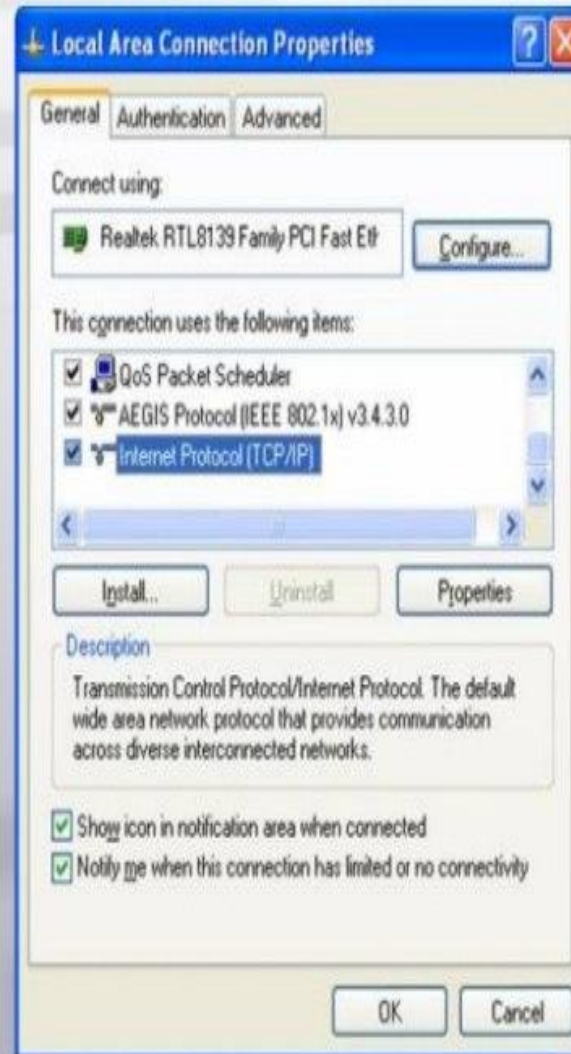 Local Area Connection Properties
General Authentication Advanced
Connect using:
Realtek RTL8139 Family PCI Fast Eth
Configure...
This connection uses the following items:
QoS Packet Scheduler
AEGIS Protocol (IEEE 802.1x) v3.4.3.0
Internet Protocol (TCP/IP)
Install... Uninstall Properties
Description
Transmission Control Protocol/Internet Protocol. The default
wide area network protocol that provides communication
across diverse interconnected networks.
Show icon in notification area when connected
Notify me when this connection has limited or no connectivity
OK Cancel